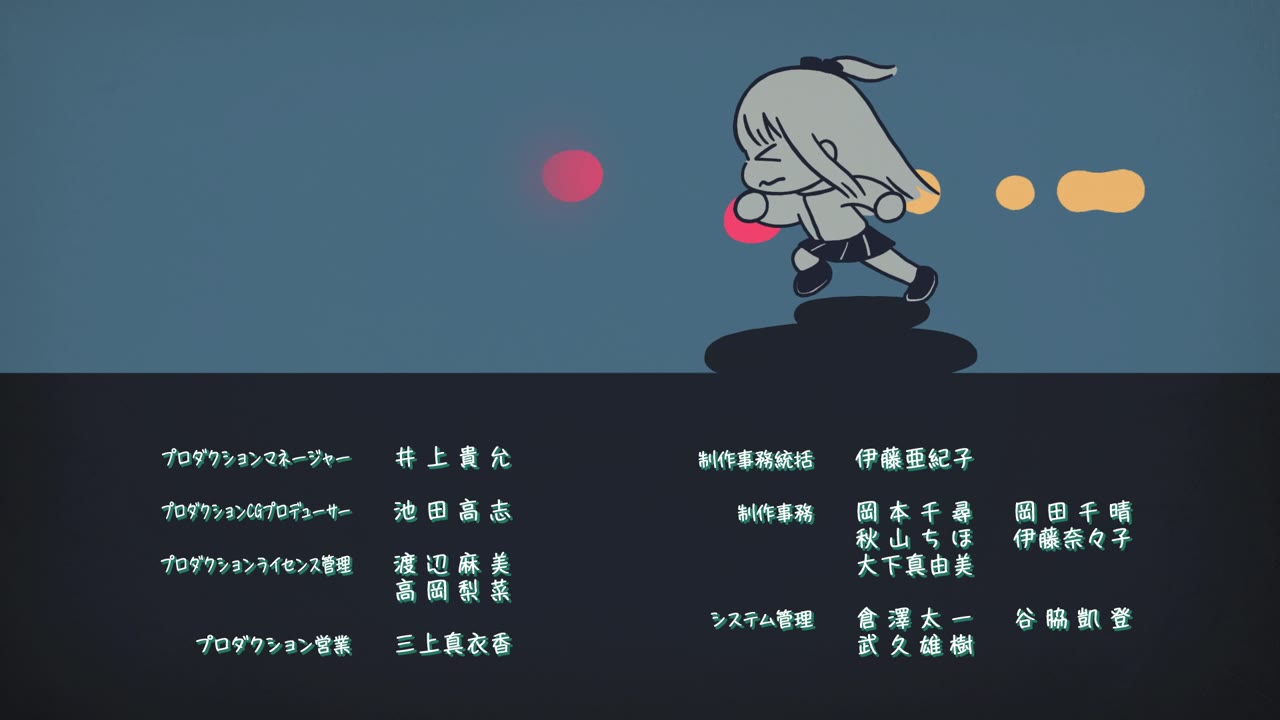 プロダクションマネージャー 井上貴允
プロダクションCGプロデューサー 池田高志
プロダクションライセンス管理 渡辺麻美
高岡梨菜
プロダクション営業 三上真衣香
制作事務統括 伊藤亜紀子
制作事務 岡本千尋 岡田千晴
秋山ちほ 伊藤奈々子
大下真由美
システム管理 倉澤太一 谷脇凱登
武久雄樹